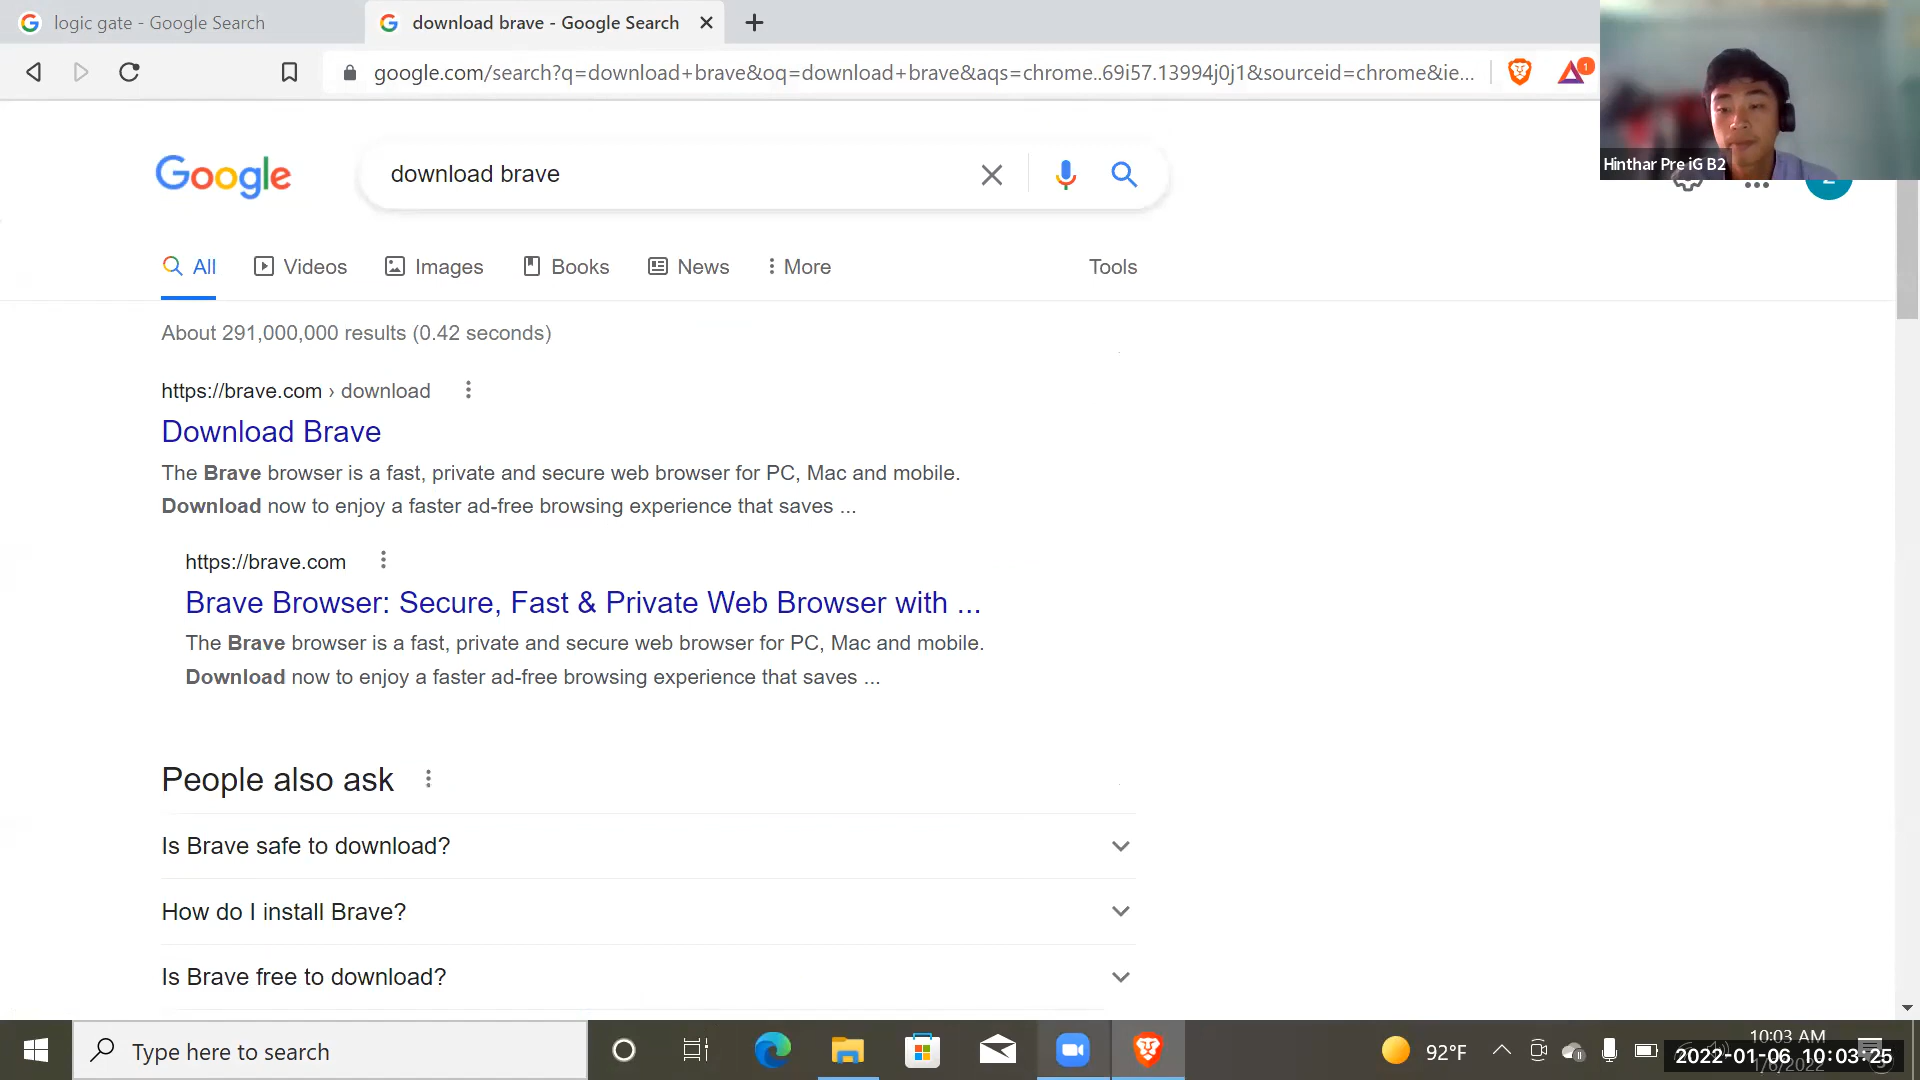 logic gate - Google Search
download brave - Google Search
google.com/search?q=download+brave&oq=download+brave&aqs=chrome..69i57.13994j0j1&sourceid=chrome&ie...
1
Hinthar Pre iG B2
Google
download brave
All
Videos
Images
Books
News
More
Tools
About 291,000,000 results (0.42 seconds)
https://brave.com › download
Download Brave
The Brave browser is a fast, private and secure web browser for PC, Mac and mobile.
Download now to enjoy a faster ad-free browsing experience that saves ...
https://brave.com
Brave Browser: Secure, Fast & Private Web Browser with ...
The Brave browser is a fast, private and secure web browser for PC, Mac and mobile.
Download now to enjoy a faster ad-free browsing experience that saves ...
People also ask
Is Brave safe to download?
How do I install Brave?
Is Brave free to download?
Type here to search
92°F
10:03 AM
1/6/2022
2022-01-06 10:03:25